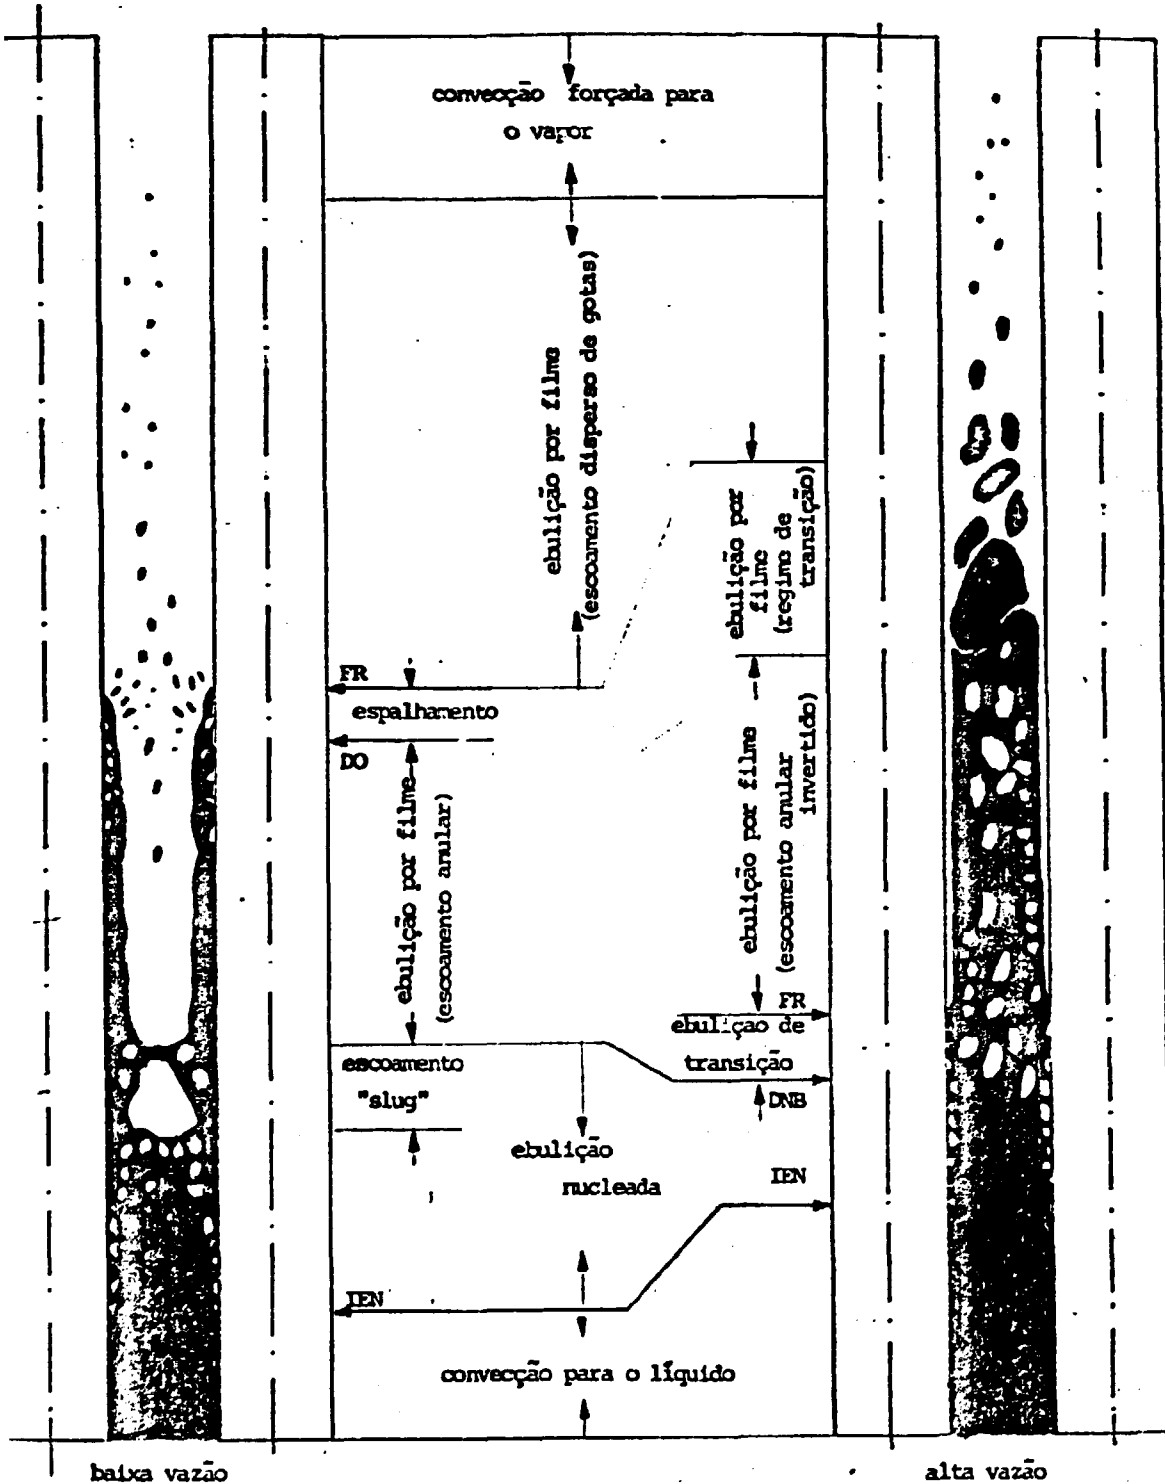 convecção forçada para
o vapor
ebulição por filme
(escoamento disperso de gotas)
ebulição por
filme
(regime de
transição)
FR
espalhamento
DO
ebulição por filme
(escoamento anular)
ebulição por filme
(escoamento anular
invertido)
FR
ebulição de
transição
DNB
escoamento
"slug"
ebulição
nucleada
IEN
IEN
convecção para o líquido
baixa vazão
alta vazão